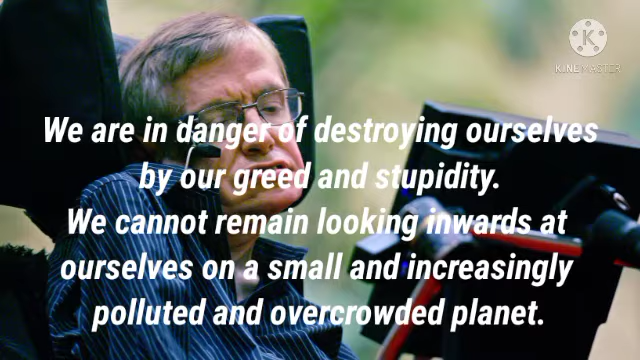 KINEMASTER
We are in danger of destroying ourselves
by our greed and stupidity.
We cannot remain looking inwards at
ourselves on a small and increasingly
polluted and overcrowded planet.